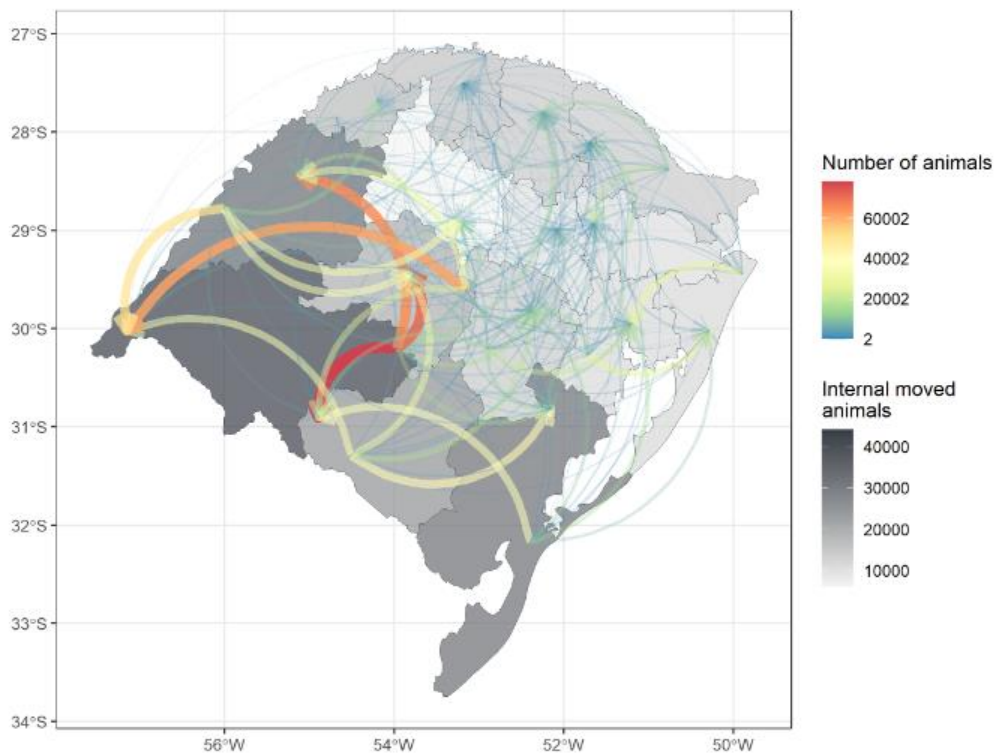 27°S
28°S
29°S
30°S
31°S
32°S
33°S
34°S
56°W
54°W
52°W
50°W
Number of animals
60002
40002
20002
2
Internal moved
animals
40000
30000
20000
10000